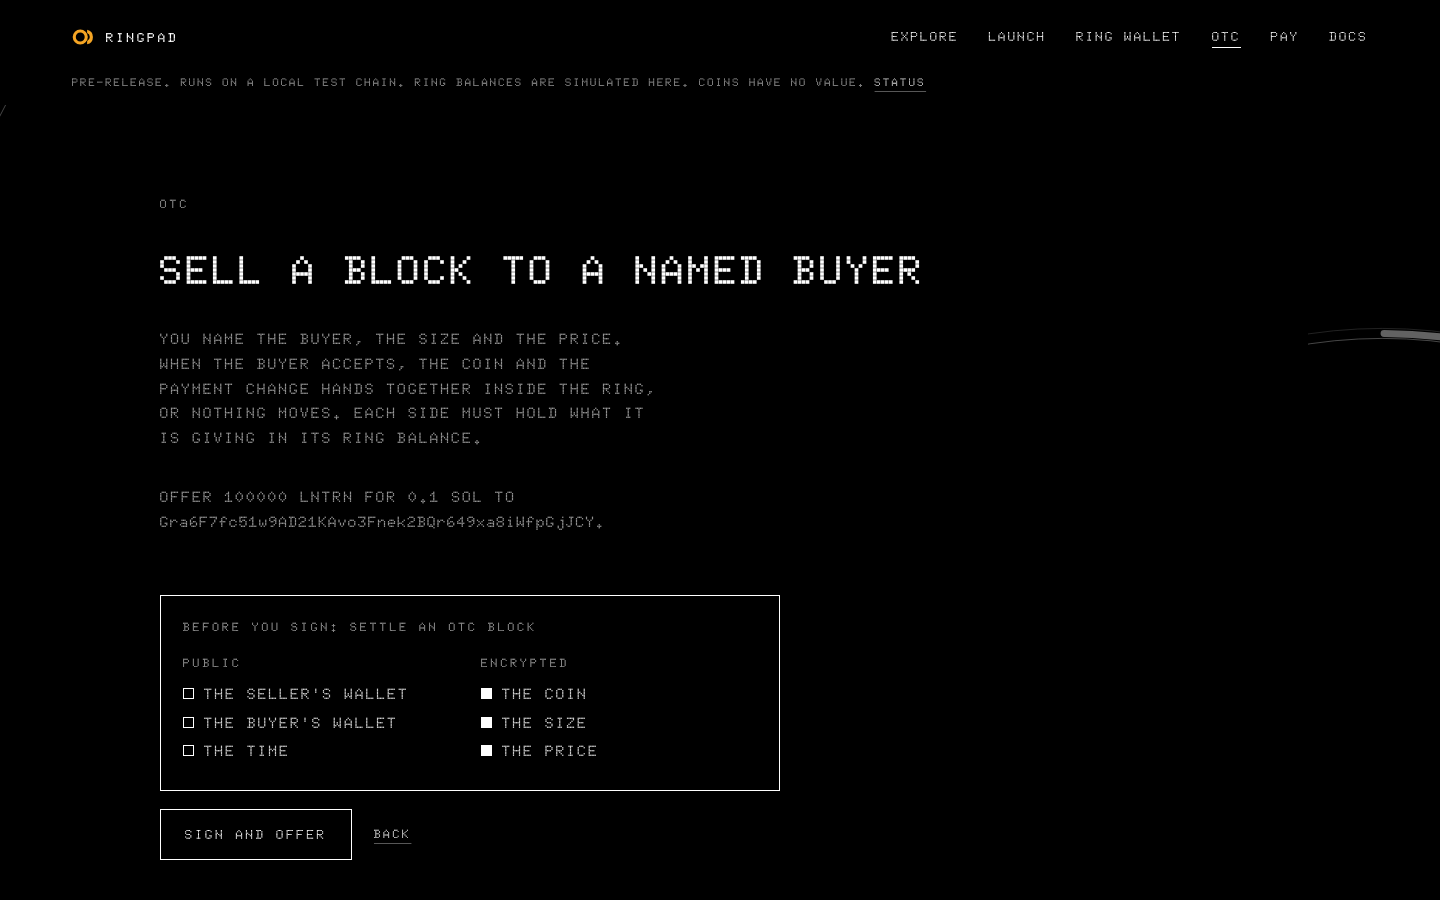 RINGPAD
EXPLORE LAUNCH RING WALLET OTC PAY DOCS
PRE-RELEASE. RUNS ON A LOCAL TEST CHAIN. RING BALANCES ARE SIMULATED HERE. COINS HAVE NO VALUE. STATUS
OTC
SELL A BLOCK TO A NAMED BUYER
YOU NAME THE BUYER, THE SIZE AND THE PRICE.
WHEN THE BUYER ACCEPTS, THE COIN AND THE
PAYMENT CHANGE HANDS TOGETHER INSIDE THE RING,
OR NOTHING MOVES. EACH SIDE MUST HOLD WHAT IT
IS GIVING IN ITS RING BALANCE.
OFFER 100000 LNTRN FOR 0.1 SOL TO
Gra6F7fc51w9AD21KAvo3Fnek2BQr649xa8iWfpGjJCY.
BEFORE YOU SIGN: SETTLE AN OTC BLOCK
PUBLIC ENCRYPTED
THE SELLER'S WALLET THE COIN
THE BUYER'S WALLET THE SIZE
THE TIME THE PRICE
SIGN AND OFFER BACK